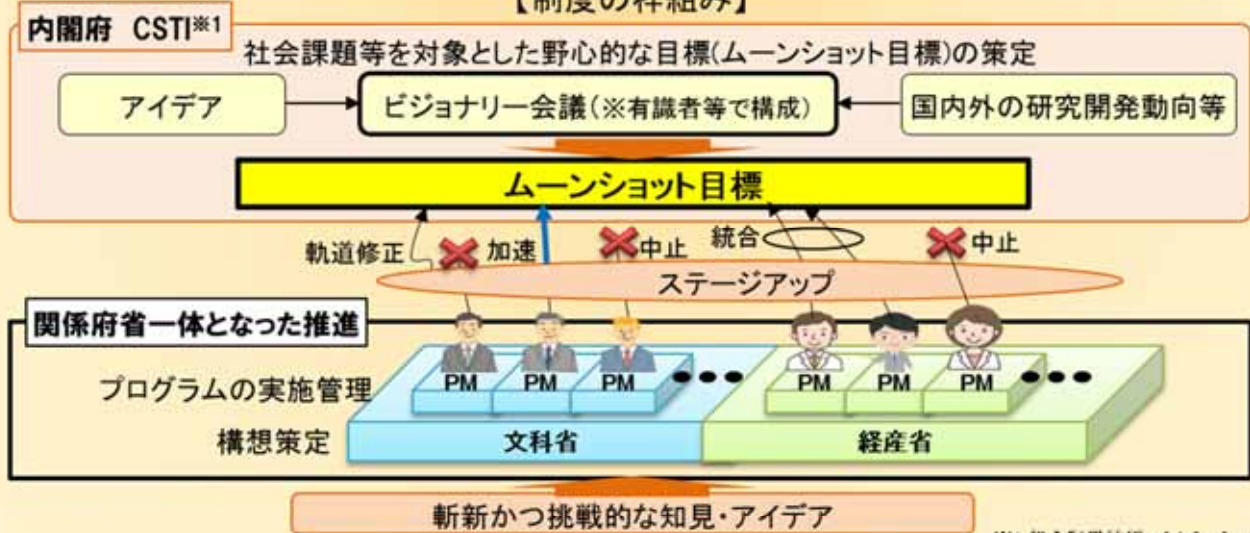 【制度の枠組み】
内閣府 CSTI※1
社会課題等を対象とした野心的な目標(ムーンショット目標)の策定
アイデア
ビジョナリー会議(※有識者等で構成)
国内外の研究開発動向等
ムーンショット目標
軌道修正
加速
中止
統合
中止
ステージアップ
関係府省一体となった推進
プログラムの実施管理
PM PM PM ●●● PM PM PM ●●●
構想策定
文科省
経産省
斬新かつ挑戦的な知見・アイデア